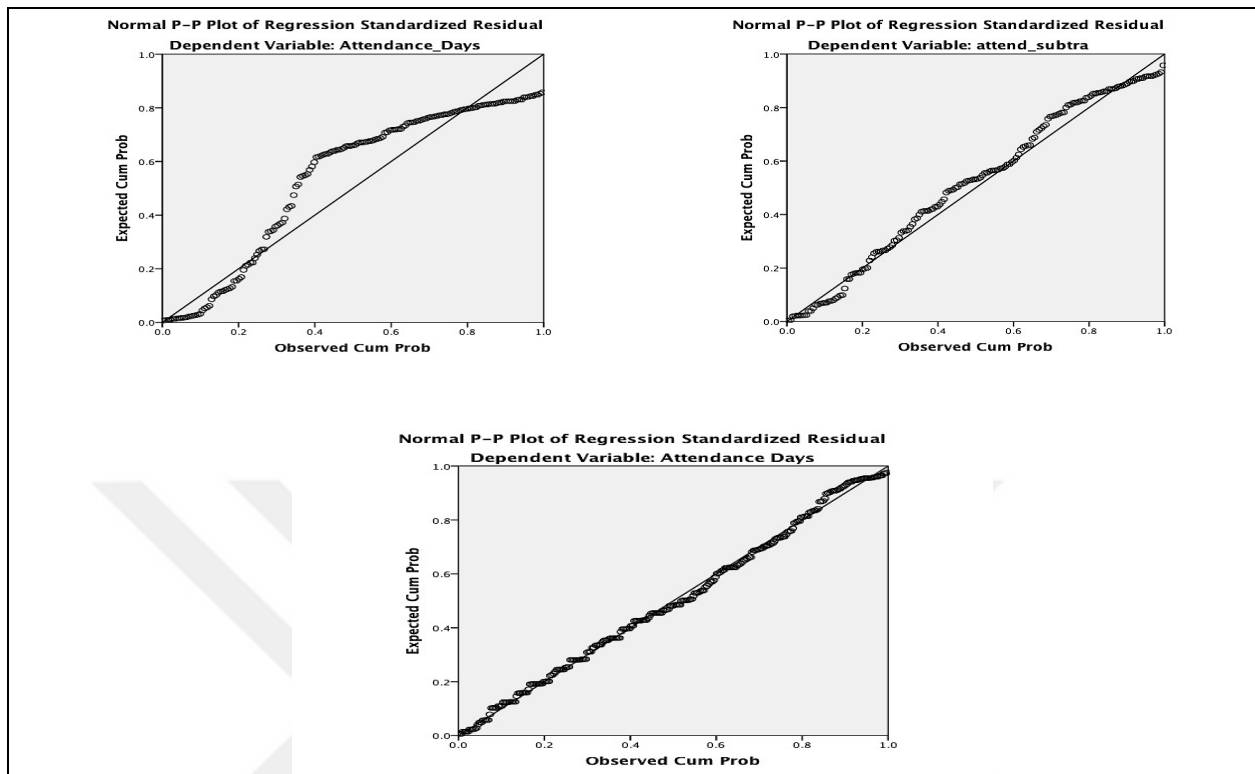 Normal P-P Plot of Regression Standardized Residual
Dependent Variable: Attendance_Days
1.0
0.8
0.6
0.4
0.2
0.0
Expected Cum Prob
0.0 0.2 0.4 0.6 0.8 1.0
Observed Cum Prob
Normal P-P Plot of Regression Standardized Residual
Dependent Variable: attend_subtra
1.0
0.8
0.6
0.4
0.2
0.0
Expected Cum Prob
0.0 0.2 0.4 0.6 0.8 1.0
Observed Cum Prob
Normal P-P Plot of Regression Standardized Residual
Dependent Variable: Attendance Days
1.0
0.8
0.6
0.4
0.2
0.0
Expected Cum Prob
0.0 0.2 0.4 0.6 0.8 1.0
Observed Cum Prob